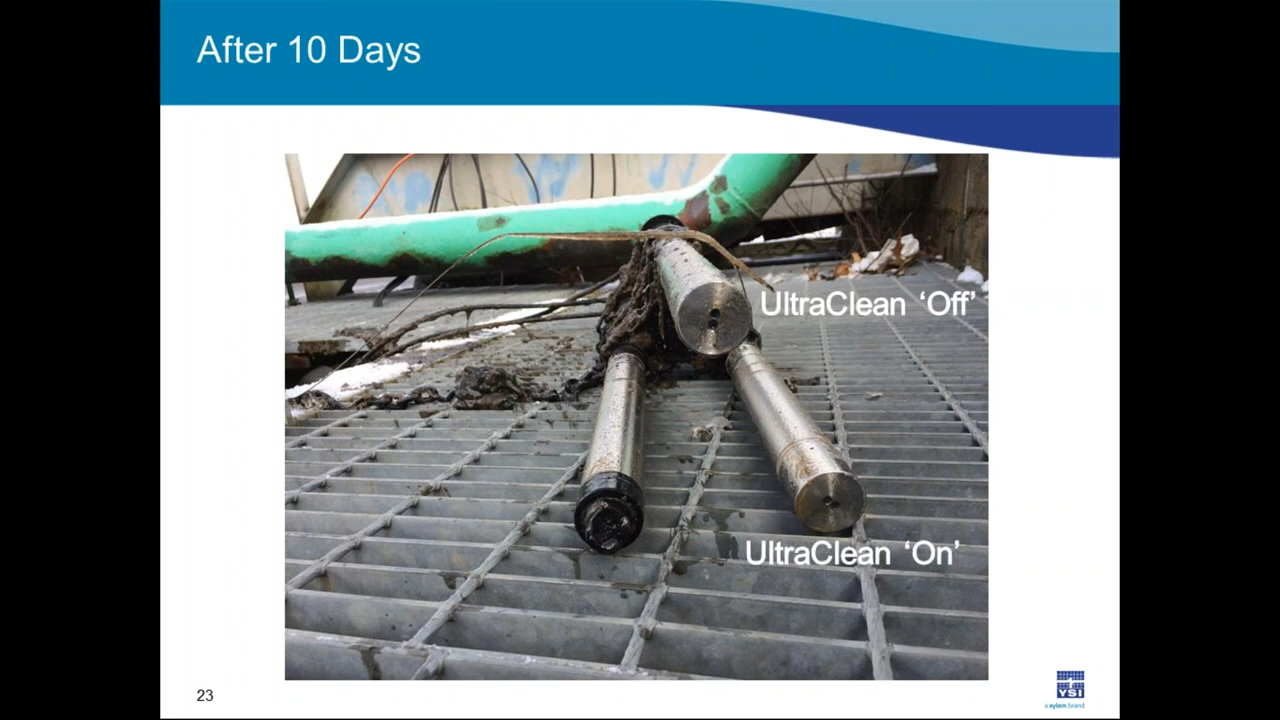 After 10 Days
UltraClean ‘Off’
UltraClean ‘On’
23
YSI
a xylem brand